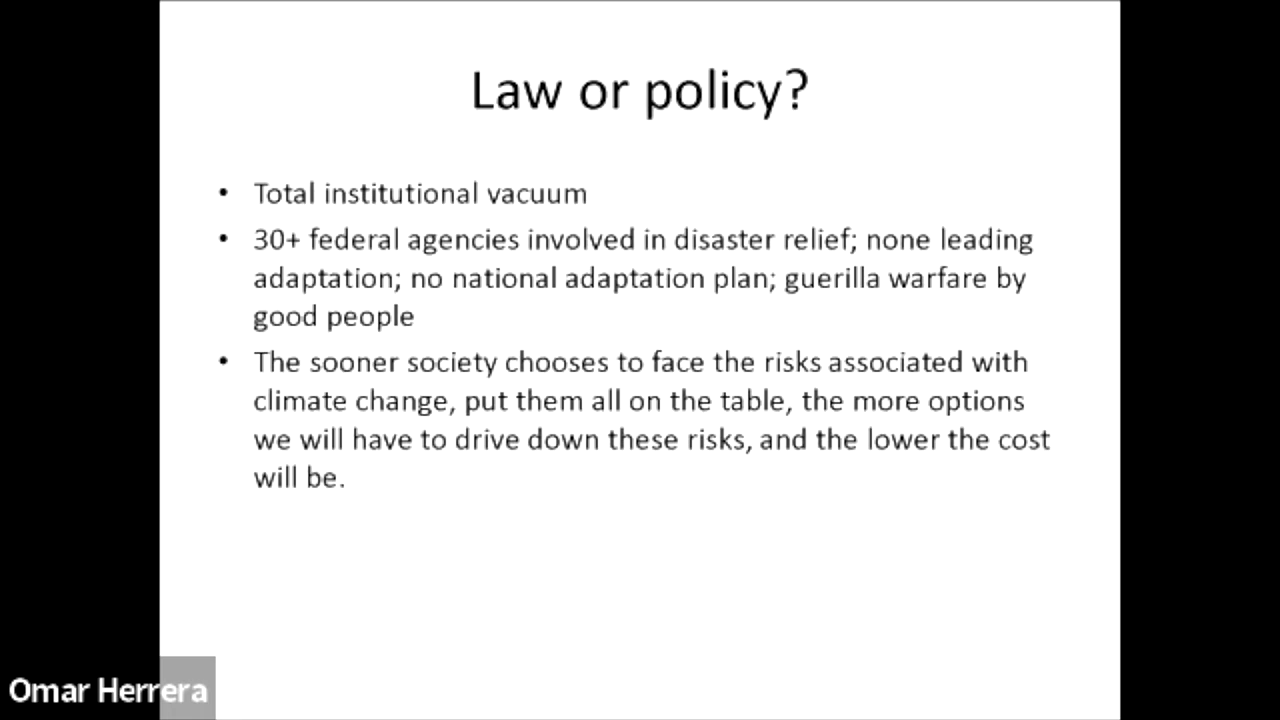 Law or policy?
• Total institutional vacuum
• 30+ federal agencies involved in disaster relief; none leading
adaptation; no national adaptation plan; guerilla warfare by
good people
• The sooner society chooses to face the risks associated with
climate change, put them all on the table, the more options
we will have to drive down these risks, and the lower the cost
will be.
Omar Herrera